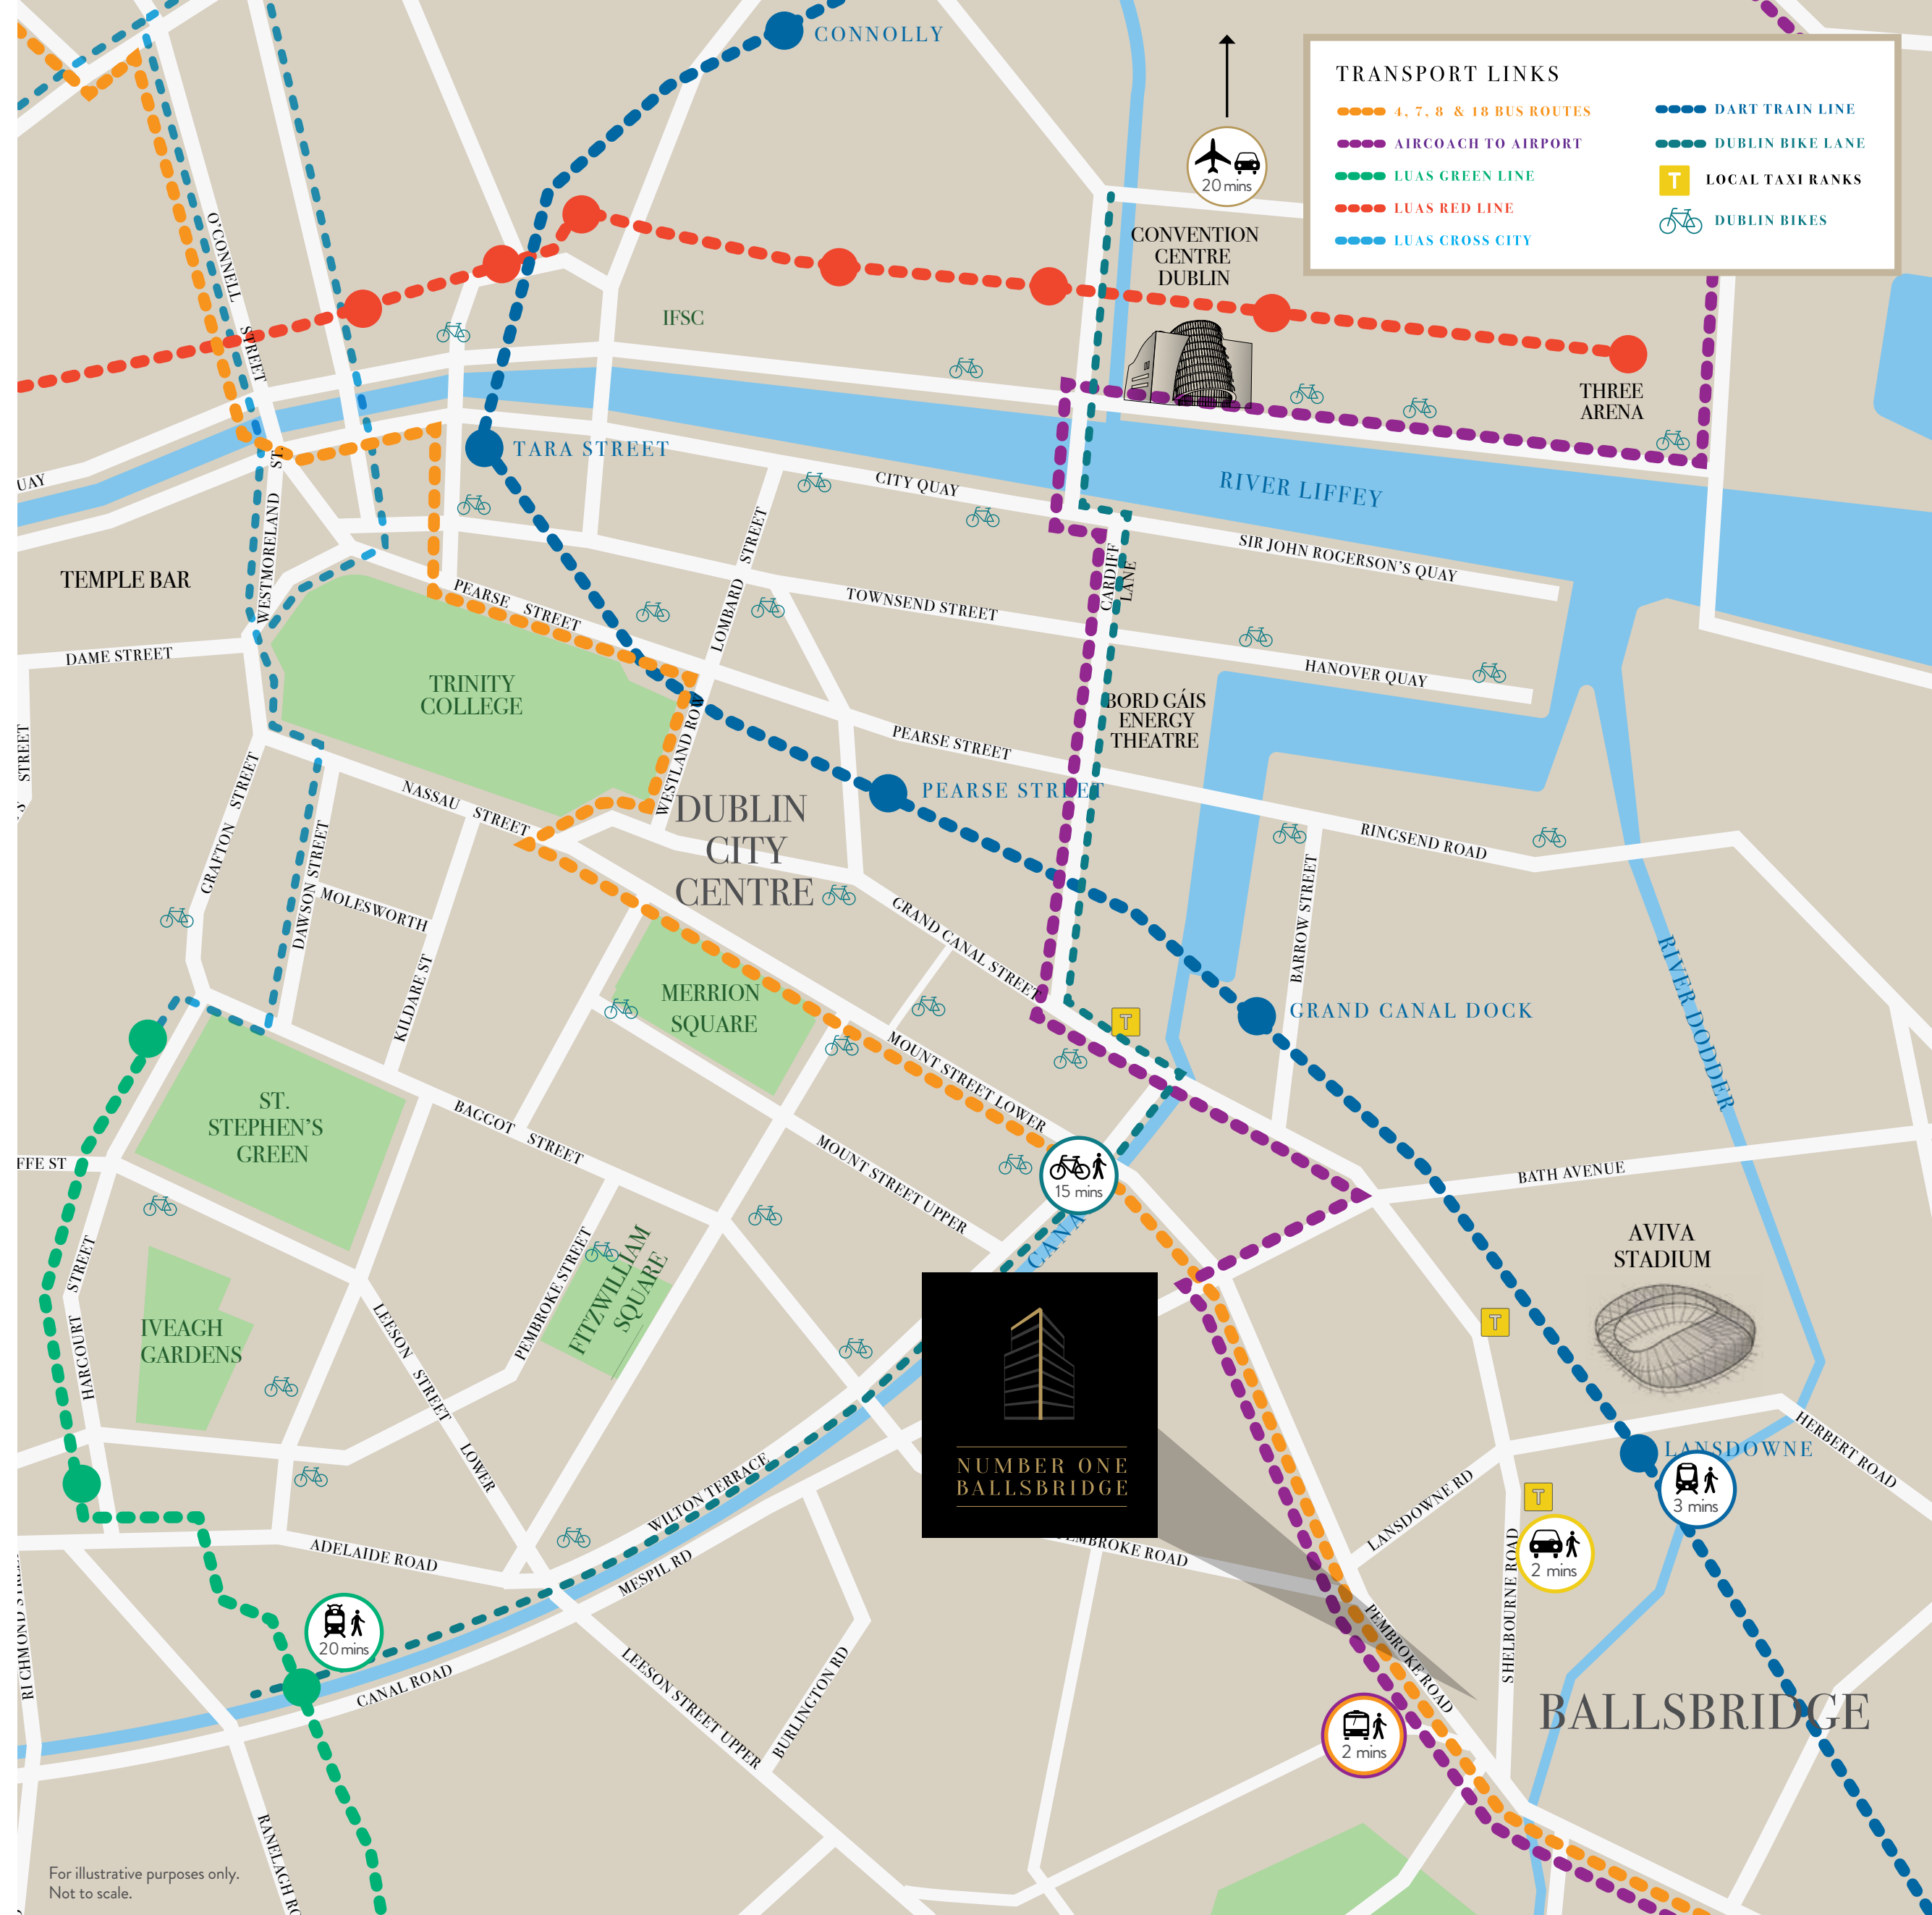 CONNOLLY
TRANSPORT LINKS
4, 7, 8 & 18 BUS ROUTES
AIRCOACH TO AIRPORT
LUAS GREEN LINE
LUAS RED LINE
LUAS CROSS CITY
DART TRAIN LINE
DUBLIN BIKE LANE
T LOCAL TAXI RANKS
DUBLIN BIKES
20 mins
CONVENTION
CENTRE
DUBLIN
O'CONNELL STREET
IFSC
THREE
ARENA
TARA STREET
UAY
WESTMORELAND ST.
CITY QUAY
RIVER LIFFEY
SIR JOHN ROGERSON'S QUAY
TEMPLE BAR
PEARSE STREET
LOMBARD STREET
TOWNSEND STREET
CARDIFF
LANE
DAME STREET
HANOVER QUAY
TRINITY
COLLEGE
BORD GÁIS
ENERGY
THEATRE
WESTLAND ROW
PEARSE STREET
STREET
PEARSE STREET
NASSAU STREET
DUBLIN
CITY
CENTRE
GRAFTON STREET
DAWSON STREET
MOLESWORTH
KILDARE ST
RINGSEND ROAD
BARROW STREET
GRAND CANAL STREET
MERRION
SQUARE
GRAND CANAL DOCK
T
RIVER DODDER
MOUNT STREET LOWER
ST.
STEPHEN'S
GREEN
BAGGOT STREET
MOUNT STREET UPPER
15 mins
FFE ST
BATH AVENUE
CANA
AVIVA
STADIUM
HARCOURT STREET
PEMBROKE STREET
FITZWILLIAM
SQUARE
IVEAGH
GARDENS
LEESON STREET LOWER
T
NUMBER ONE
BALLSBRIDGE
LANSDOWNE
HERBERT ROAD
3 mins
LANSDOWNE RD
T
2 mins
WILTON TERRACE
MESPIL RD
ADELAIDE ROAD
EMBROKE ROAD
SHELBOURNE ROAD
PEMBROKE ROAD
RICHMOND STREE
20 mins
CANAL ROAD
LEESON STREET UPPER
BURLINGTON RD
BALLSBRIDGE
2 mins
RANELAGH RO
For illustrative purposes only.
Not to scale.